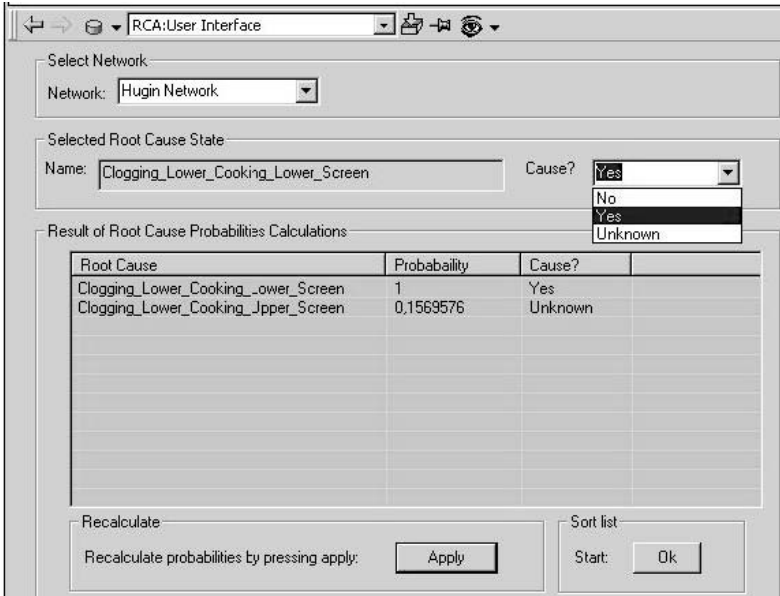 RCA:User Interface
Select Network
Network: Hugin Network
Selected Root Cause State
Name: Clogging_Lower_Cooking_Lower_Screen Cause? Yes
No
Yes
Unknown
Result of Root Cause Probabilities Calculations
Root Cause Probabaility Cause?
Clogging_Lower_Cooking_Lower_Screen 1 Yes
Clogging_Lower_Cooking_Upper_Screen 0,1569576 Unknown
Recalculate
Recalculate probabilities by pressing apply: Apply
Sort list
Start: Ok